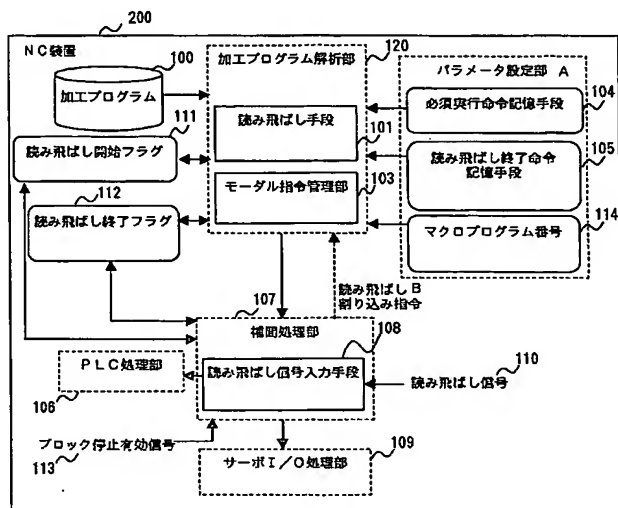 200
NC装置
100
加工プログラム
120
加工プログラム解析部
パラメータ設定部 A
必須実行命令記憶手段
104
111
読み飛ばし手段
101
読み飛ばし開始フラグ
読み飛ばし終了命令
記憶手段
105
112
モーダル指令管理部
103
読み飛ばし終了フラグ
マクロプログラム番号
114
読み飛ばし B
割り込み指令
107
補間処理部
108
PLC処理部
106
読み飛ばし信号入力手段
110
読み飛ばし信号
ブロック停止有効信号
113
サーボI/O処理部
109